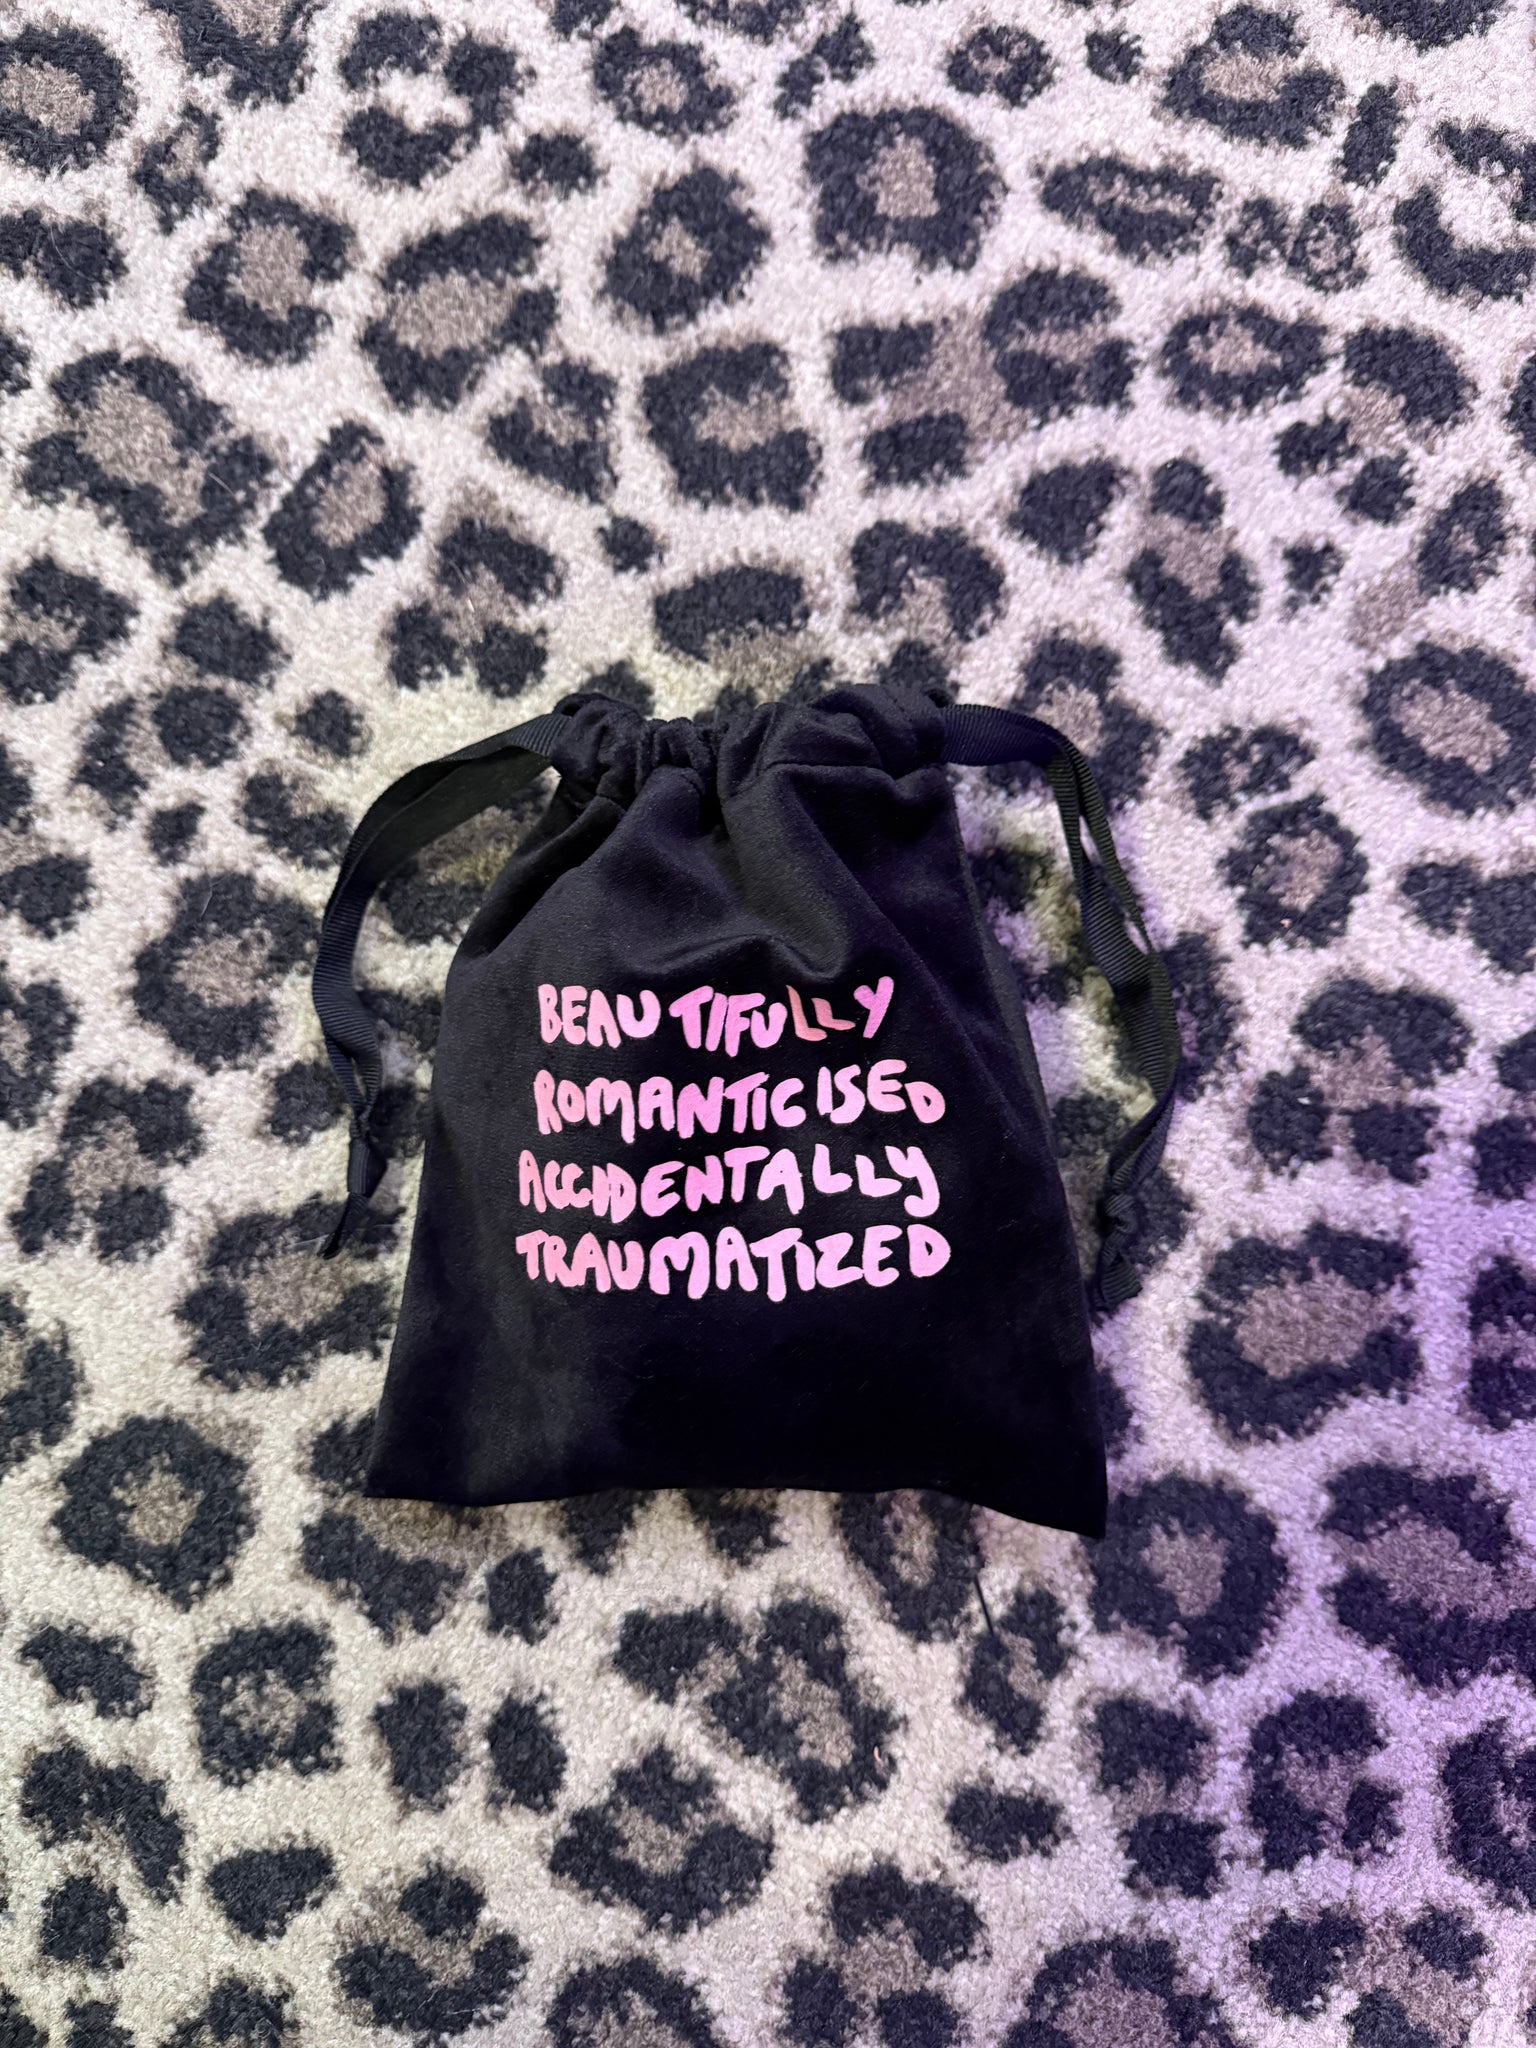 BEAUTIFULLY
ROMANTICISED
ACCIDENTALLY
TRAUMATIZED